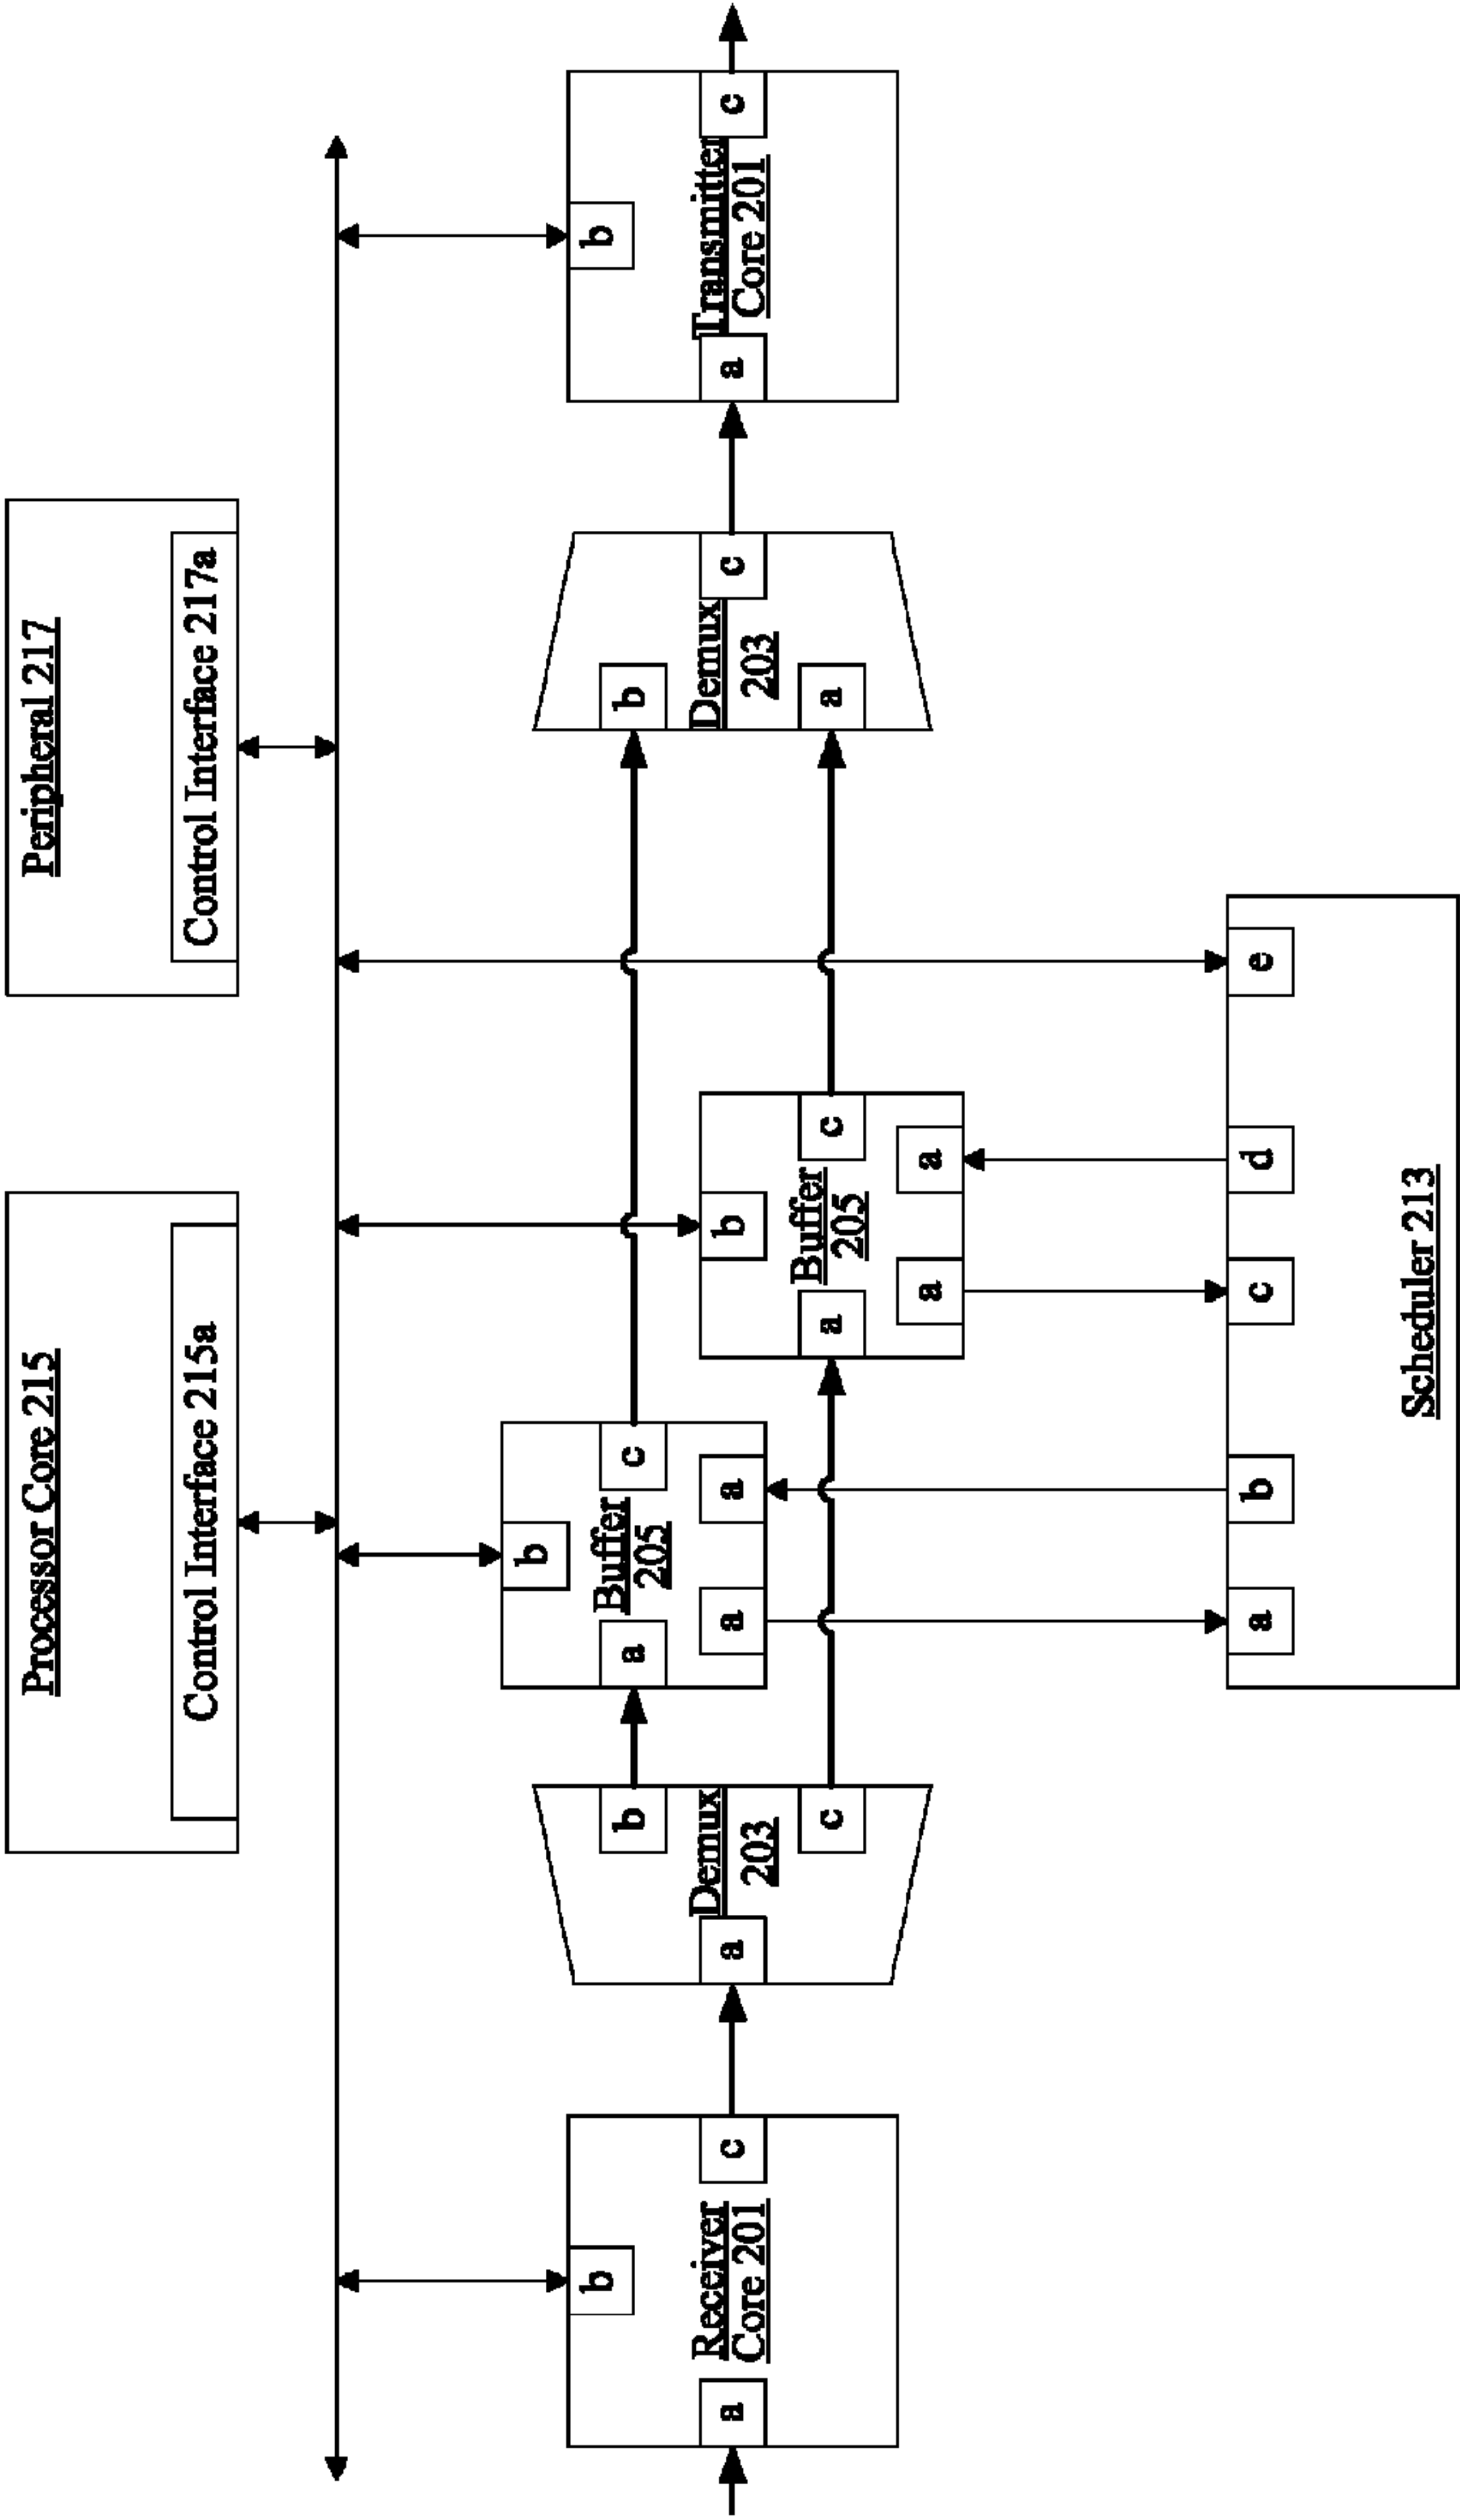 Processor Core 215
Control Interface 215a
Peripheral 217
Control Interface 217a
b
a
Receiver
Core 201
c
b
a
Demux
203
c
b
a
Buffer
205
c
a
a
b
a
Buffer
205
c
a
a
b
Demux
203
c
a
b
a
Transmitter
Core 201
c
a
b
c
d
e
Scheduler 213